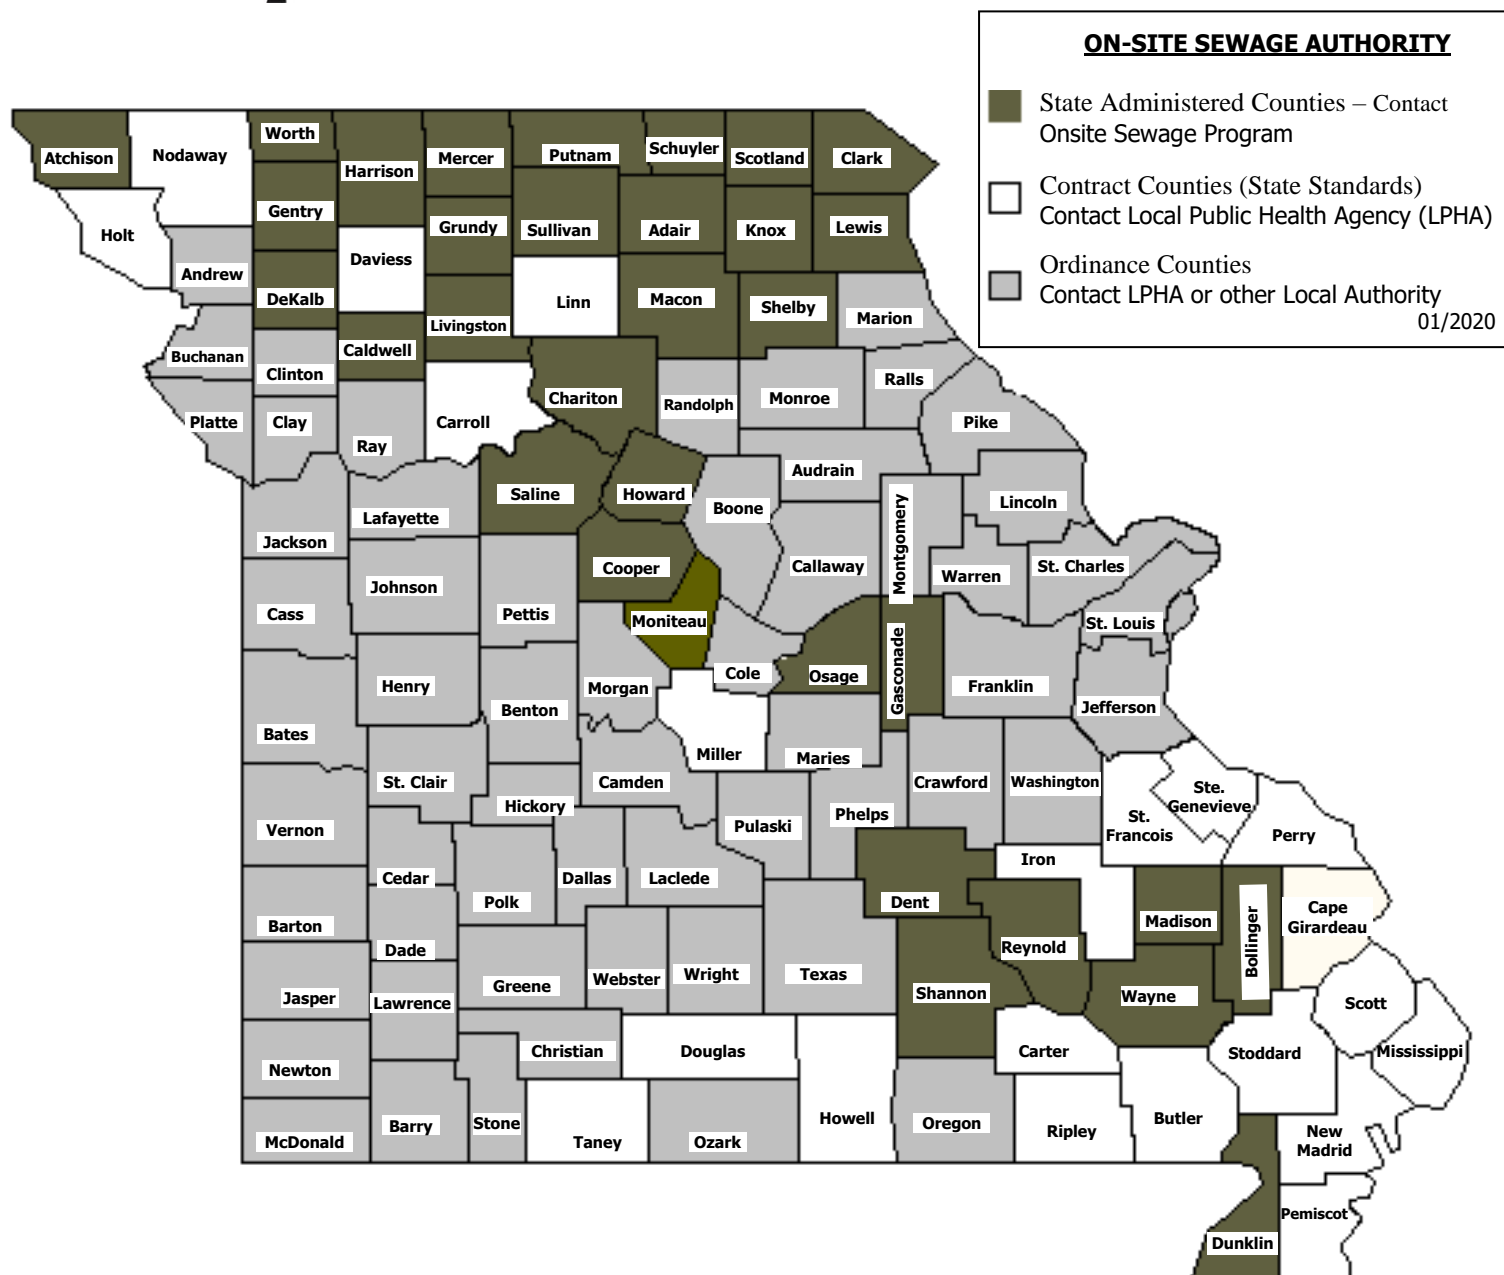 ON-SITE SEWAGE AUTHORITY
State Administered Counties – Contact
Onsite Sewage Program
Contract Counties (State Standards)
Contact Local Public Health Agency (LPHA)
Ordinance Counties
Contact LPHA or other Local Authority
01/2020
Atchison
Nodaway
Worth
Harrison
Mercer
Putnam
Schuyler
Scotland
Clark
Holt
Gentry
Grundy
Sullivan
Adair
Knox
Lewis
Andrew
Daviess
DeKalb
Livingston
Linn
Macon
Shelby
Marion
Buchanan
Clinton
Caldwell
Chariton
Randolph
Monroe
Ralls
Platte
Clay
Ray
Carroll
Pike
Audrain
Saline
Howard
Boone
Lincoln
Lafayette
Jackson
Montgomery
Johnson
Cooper
Callaway
Warren
St. Charles
Cass
Pettis
Moniteau
St. Louis
Henry
Morgan
Cole
Osage
Gasconade
Franklin
Jefferson
Benton
Bates
Miller
Maries
St. Clair
Camden
Crawford
Washington
Hickory
Ste.
Genevieve
Vernon
Pulaski
Phelps
St.
Francois
Perry
Cedar
Polk
Dallas
Laclede
Dent
Iron
Barton
Dade
Reynold
Madison
Bollinger
Cape
Girardeau
Jasper
Lawrence
Greene
Webster
Wright
Texas
Shannon
Wayne
Scott
Newton
Christian
Douglas
Carter
Stoddard
Mississippi
McDonald
Barry
Stone
Taney
Ozark
Howell
Oregon
Ripley
Butler
New
Madrid
Pemiscot
Dunklin